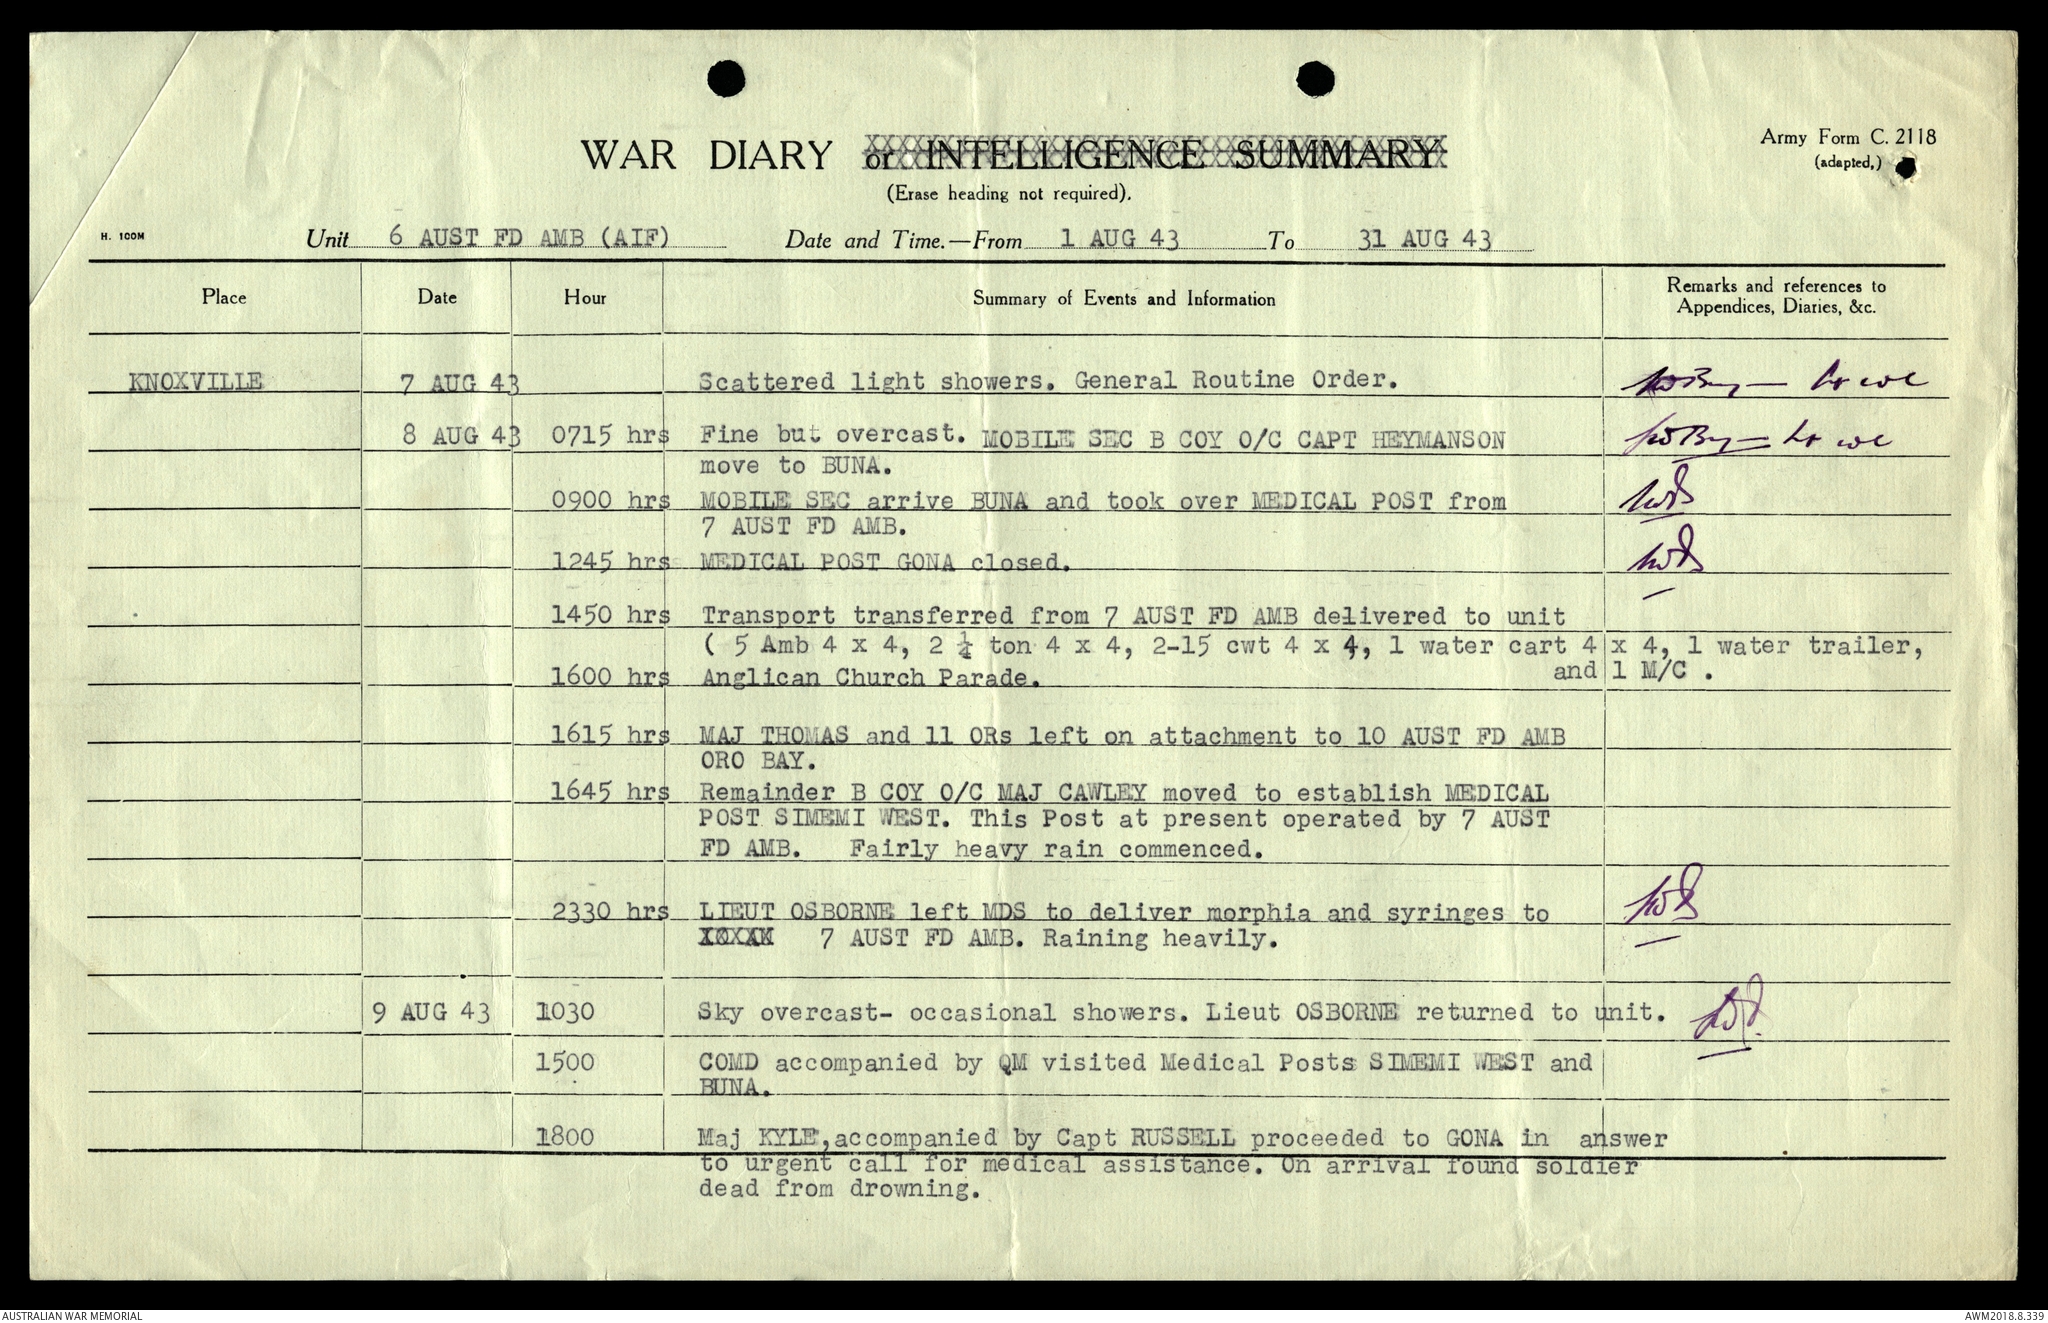 WAR DIARY or INTELLIGENCE SUMMARY
Army Form C. 2118
(adapted,)
(Erase heading not required).
H. 100M
Unit 6 AUST FD AMB (AIF) Date and Time.—From 1 AUG 43 To 31 AUG 43
Place Date Hour Summary of Events and Information Remarks and references to
Appendices, Diaries, &c.
KNOXVILLE 7 AUG 43 Scattered light showers. General Routine Order.
8 AUG 43 0715 hrs Fine but overcast. MOBILE SEC B COY O/C CAPT HEYMANSON
move to BUNA.
0900 hrs MOBILE SEC arrive BUNA and took over MEDICAL POST from
7 AUST FD AMB.
1245 hrs MEDICAL POST GONA closed.
1450 hrs Transport transferred from 7 AUST FD AMB delivered to unit
( 5 Amb 4 x 4, 2 ¼ ton 4 x 4, 2-15 cwt 4 x 4, 1 water cart 4 x 4, 1 water trailer,
and 1 M/C .
1600 hrs Anglican Church Parade.
1615 hrs MAJ THOMAS and 11 ORs left on attachment to 10 AUST FD AMB
ORO BAY.
1645 hrs Remainder B COY O/C MAJ CAWLEY moved to establish MEDICAL
POST SIMEMI WEST. This Post at present operated by 7 AUST
FD AMB. Fairly heavy rain commenced.
2330 hrs LIEUT OSBORNE left MDS to deliver morphia and syringes to
7 AUST FD AMB. Raining heavily.
9 AUG 43 1030 Sky overcast- occasional showers. Lieut OSBORNE returned to unit.
1500 COMD accompanied by QM visited Medical Posts SIMEMI WEST and
BUNA.
1800 Maj KYLE,accompanied by Capt RUSSELL proceeded to GONA in answer
to urgent call for medical assistance. On arrival found soldier
dead from drowning.
AUSTRALIAN WAR MEMORIAL
AWM2018.8.339